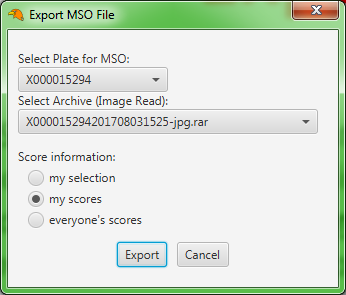 Export MSO File
Select Plate for MSO:
X000015294
Select Archive (Image Read):
X000015294201708031525-jpg.rar
Score information:
my selection
my scores
everyone's scores
Export Cancel